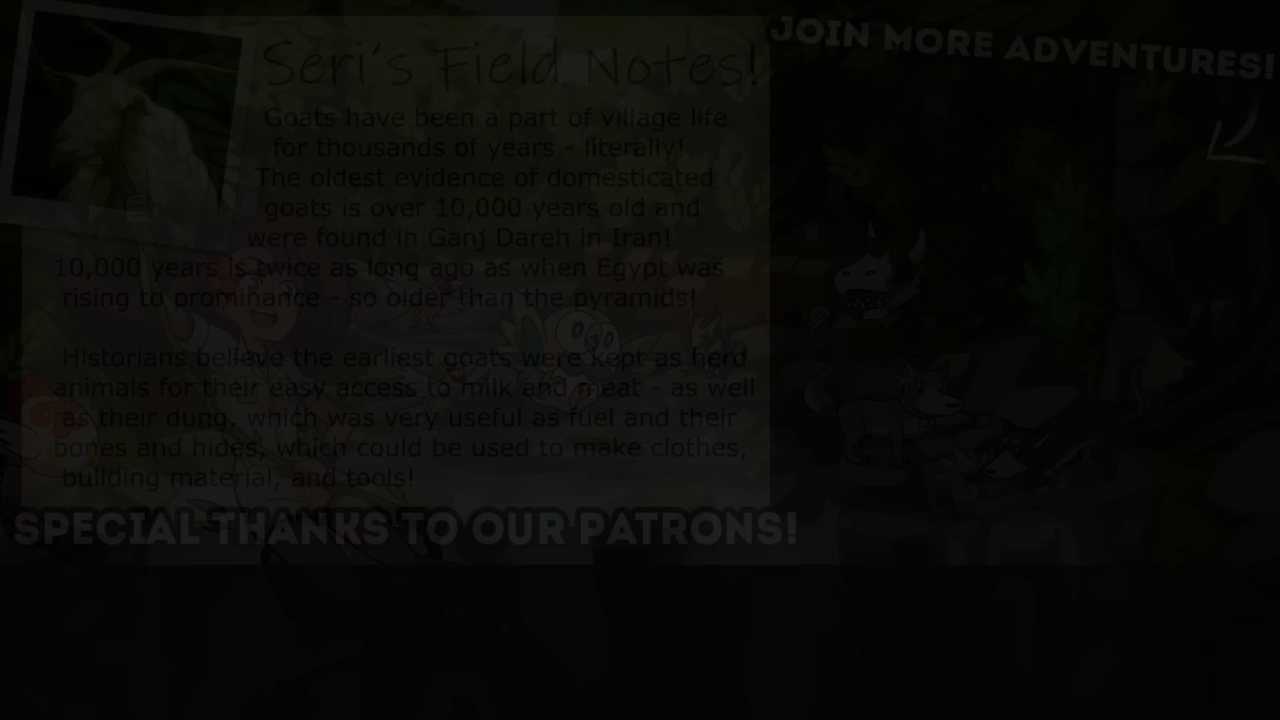 JOIN MORE ADVENTURES!
Seri's Field Notes!
Goats have been a part of village life
for thousands of years - literally!
The oldest evidence of domesticated
goats is over 10,000 years old and
were found in Ganj Dareh in Iran!
10,000 years is twice as long ago as when Egypt was
rising to prominance - so older than the pyramids!
Historians believe the earliest goats were kept as herd
animals for their easy access to milk and meat - as well
as their dung, which was very useful as fuel and their
bones and hides, which could be used to make clothes,
building material, and tools!
SPECIAL THANKS TO OUR PATRONS!